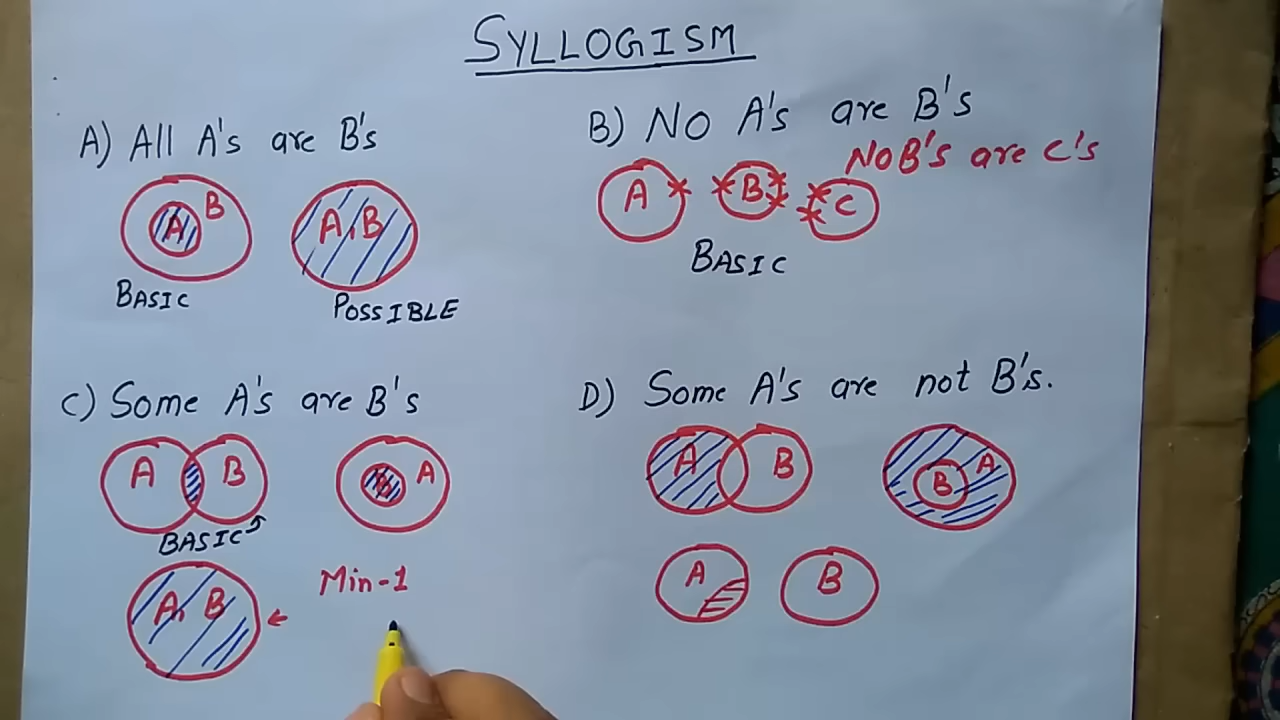 SYLLOGISM
A) All A's are B's
A B
A, B
BASIC
POSSIBLE
B) NO A's are B's
NO B's are C's
A B C
BASIC
C) Some A's are B's
A B
B A
BASIC
A, B
Min-1
D) Some A's are not B's.
A B
B A
A B